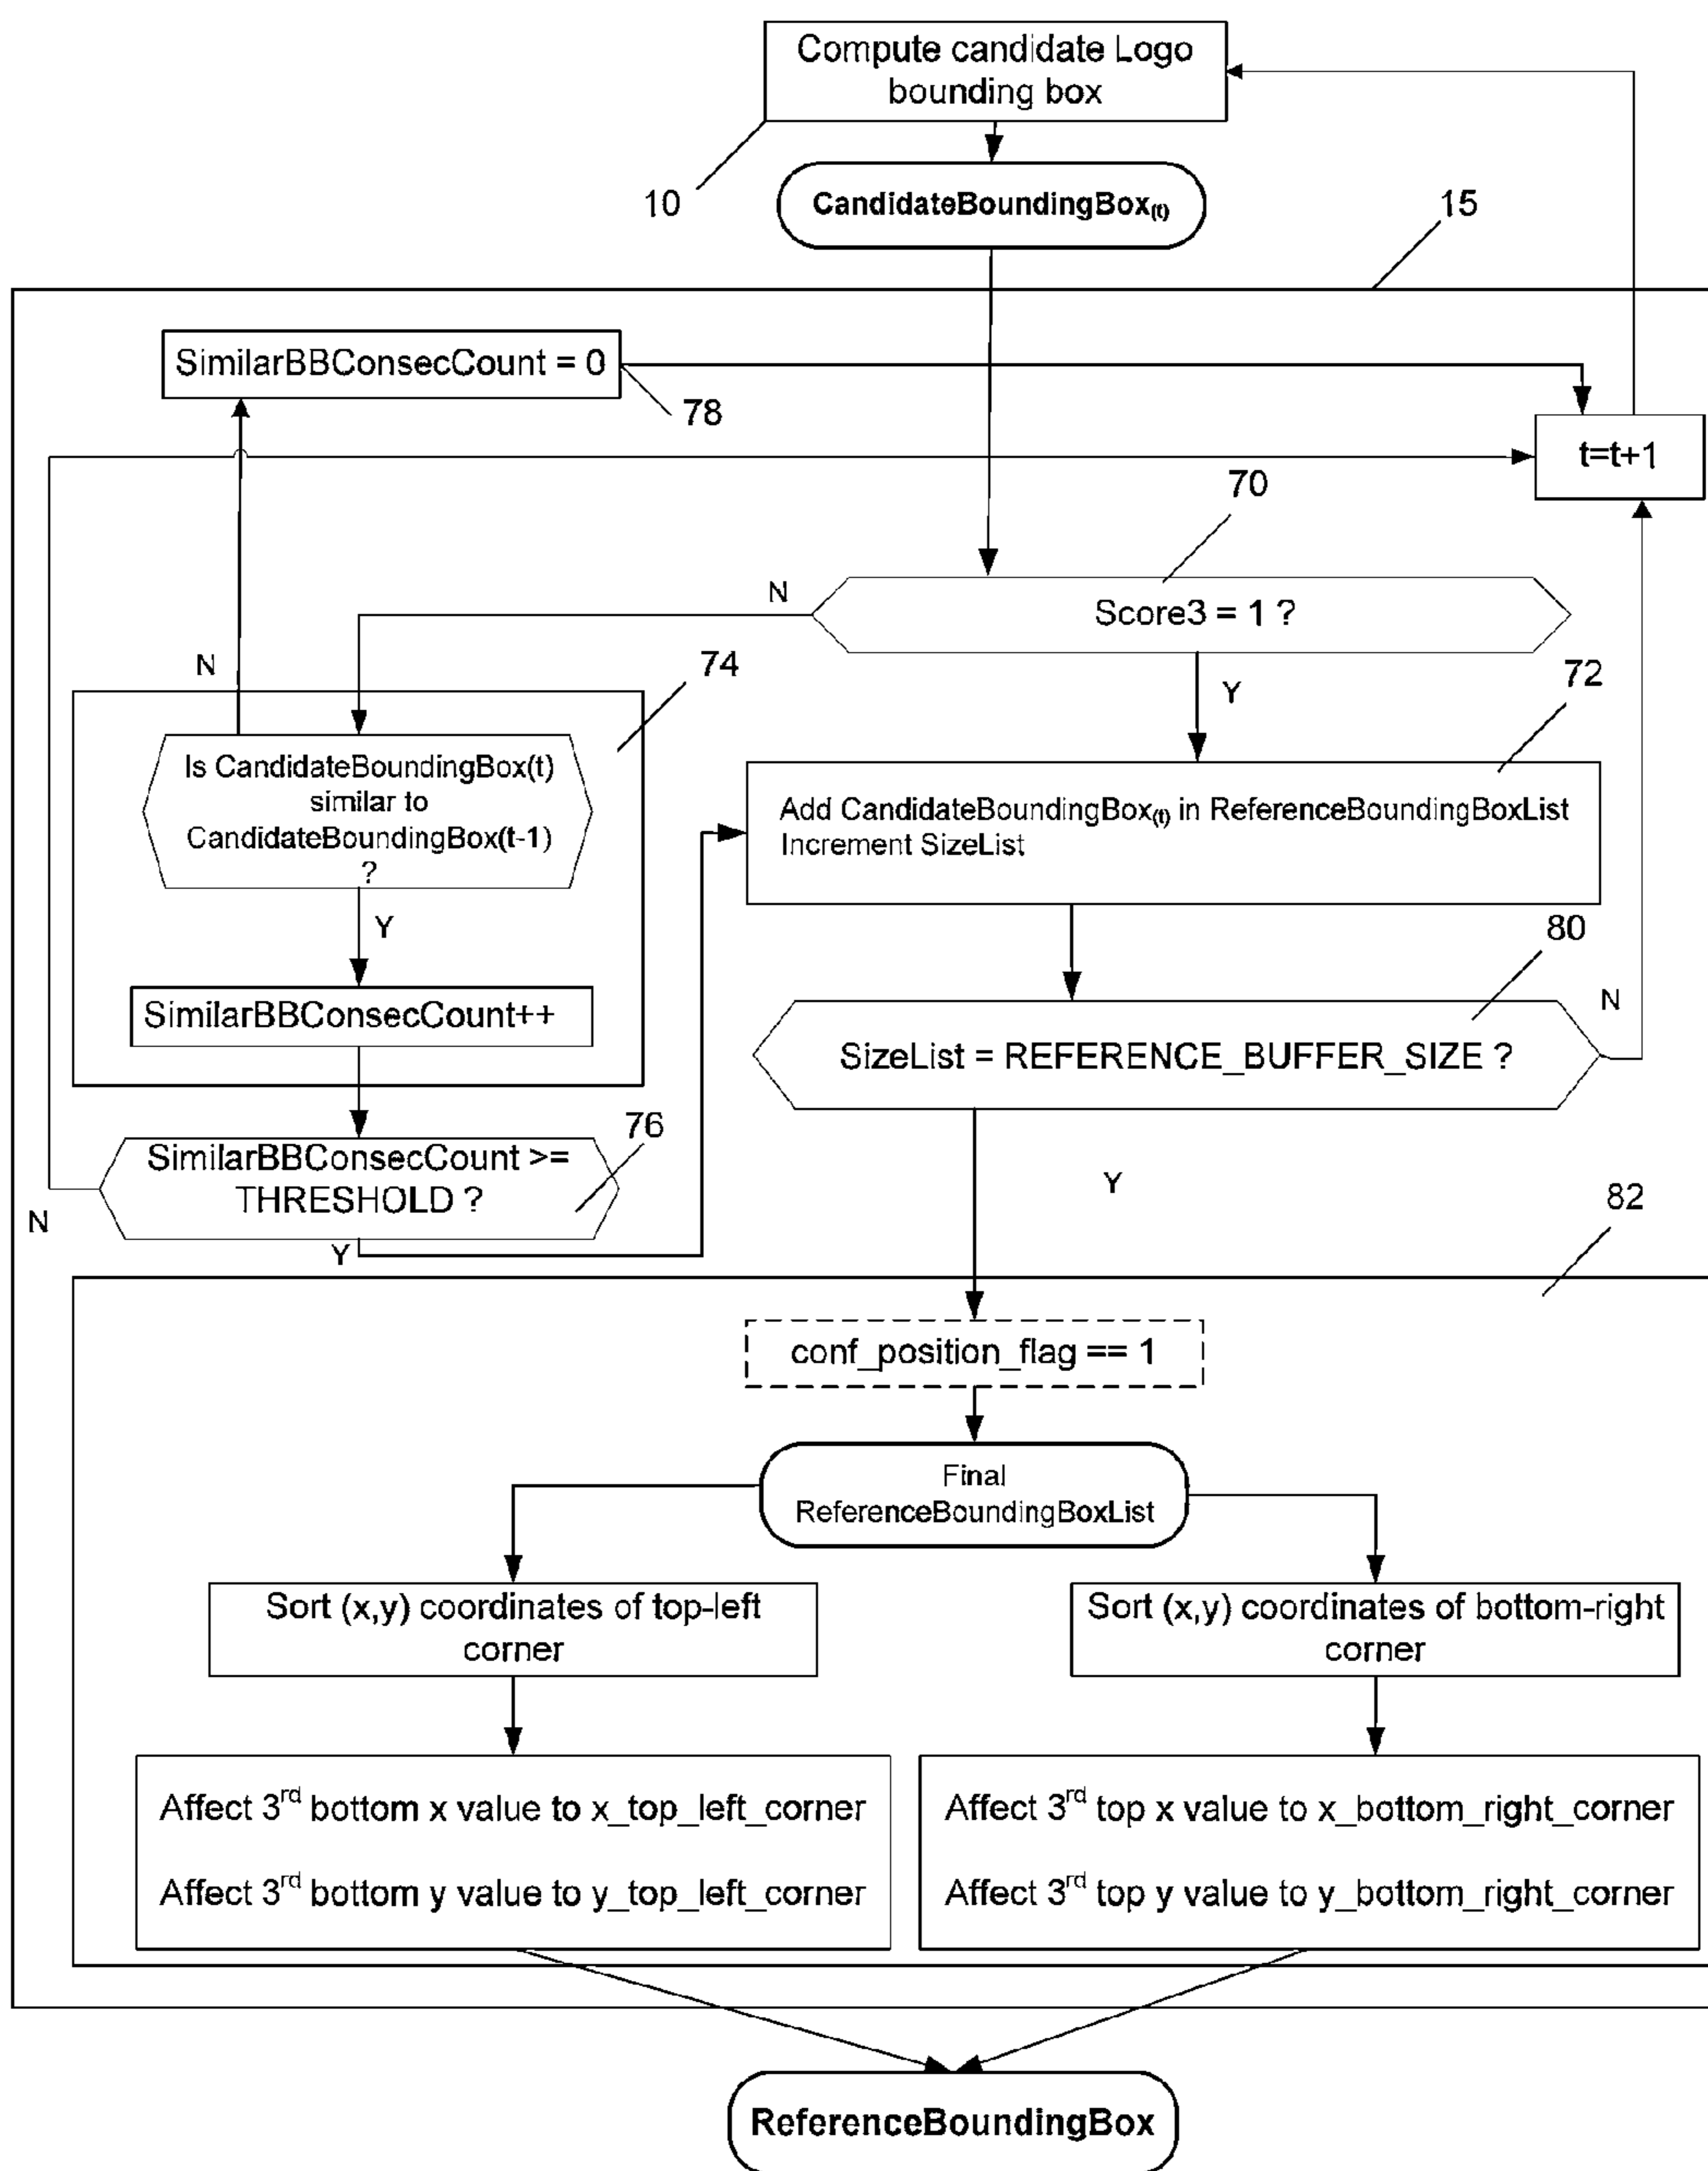 Compute candidate Logo
bounding box
10
CandidateBoundingBox(t)
15
SimilarBBConsecCount = 0
78
t=t+1
70
N
Score3 = 1 ?
N
74
Y
72
Is CandidateBoundingBox(t)
similar to
CandidateBoundingBox(t-1)
?
Add CandidateBoundingBox(t) in ReferenceBoundingBoxList
Increment SizeList
Y
80
SimilarBBConsecCount++
N
SizeList = REFERENCE_BUFFER_SIZE ?
76
SimilarBBConsecCount >=
THRESHOLD ?
N
Y
Y
82
conf_position_flag == 1
Final
ReferenceBoundingBoxList
Sort (x,y) coordinates of top-left
corner
Sort (x,y) coordinates of bottom-right
corner
Affect 3rd bottom x value to x_top_left_corner
Affect 3rd bottom y value to y_top_left_corner
Affect 3rd top x value to x_bottom_right_corner
Affect 3rd top y value to y_bottom_right_corner
ReferenceBoundingBox